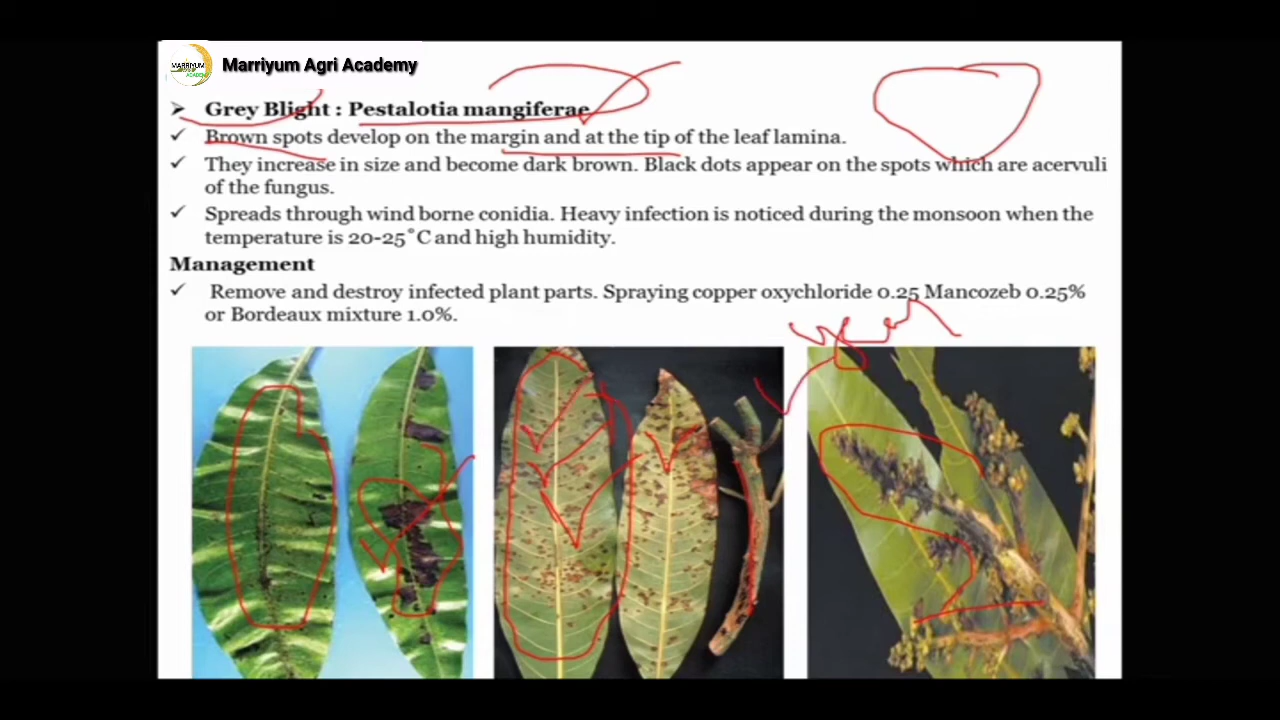 MARRIYUM
ACADEMY
Marriyum Agri Academy
➤ Grey Blight : Pestalotia mangiferae
✓ Brown spots develop on the margin and at the tip of the leaf lamina.
✓ They increase in size and become dark brown. Black dots appear on the spots which are acervuli
of the fungus.
✓ Spreads through wind borne conidia. Heavy infection is noticed during the monsoon when the
temperature is 20-25°C and high humidity.
Management
✓ Remove and destroy infected plant parts. Spraying copper oxychloride 0.25 Mancozeb 0.25%
or Bordeaux mixture 1.0%.